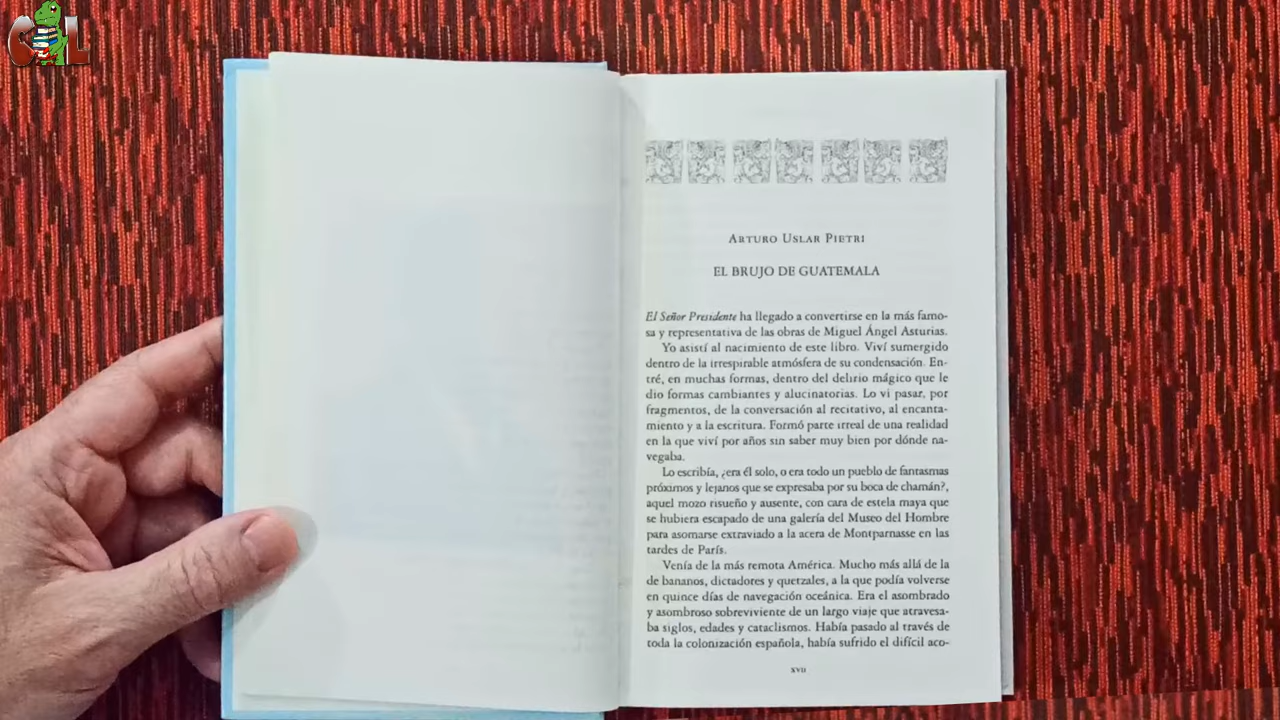 CL
ARTURO USLAR PIETRI
EL BRUJO DE GUATEMALA
El Señor Presidente ha llegado a convertirse en la más famo-
sa y representativa de las obras de Miguel Ángel Asturias.
Yo asistí al nacimiento de este libro. Viví sumergido
dentro de la irrespirable atmósfera de su condensación. En-
tré, en muchas formas, dentro del delirio mágico que le
dio formas cambiantes y alucinatorias. Lo vi pasar, por
fragmentos, de la conversación al recitativo, al encanta-
miento y a la escritura. Formó parte irreal de una realidad
en la que viví por años sin saber muy bien por dónde na-
vegaba.
Lo escribía, ¿era él solo, o era todo un pueblo de fantasmas
próximos y lejanos que se expresaba por su boca de chamán?,
aquel mozo risueño y ausente, con cara de estela maya que
se hubiera escapado de una galería del Museo del Hombre
para asomarse extraviado a la acera de Montparnasse en las
tardes de París.
Venía de la más remota América. Mucho más allá de la
de bananos, dictadores y quetzales, a la que podía volverse
en quince días de navegación oceánica. Era el asombrado
y asombroso sobreviviente de un largo viaje que atravesa-
ba siglos, edades y cataclismos. Había pasado al través de
toda la colonización española, había sufrido el difícil aco-
XVII